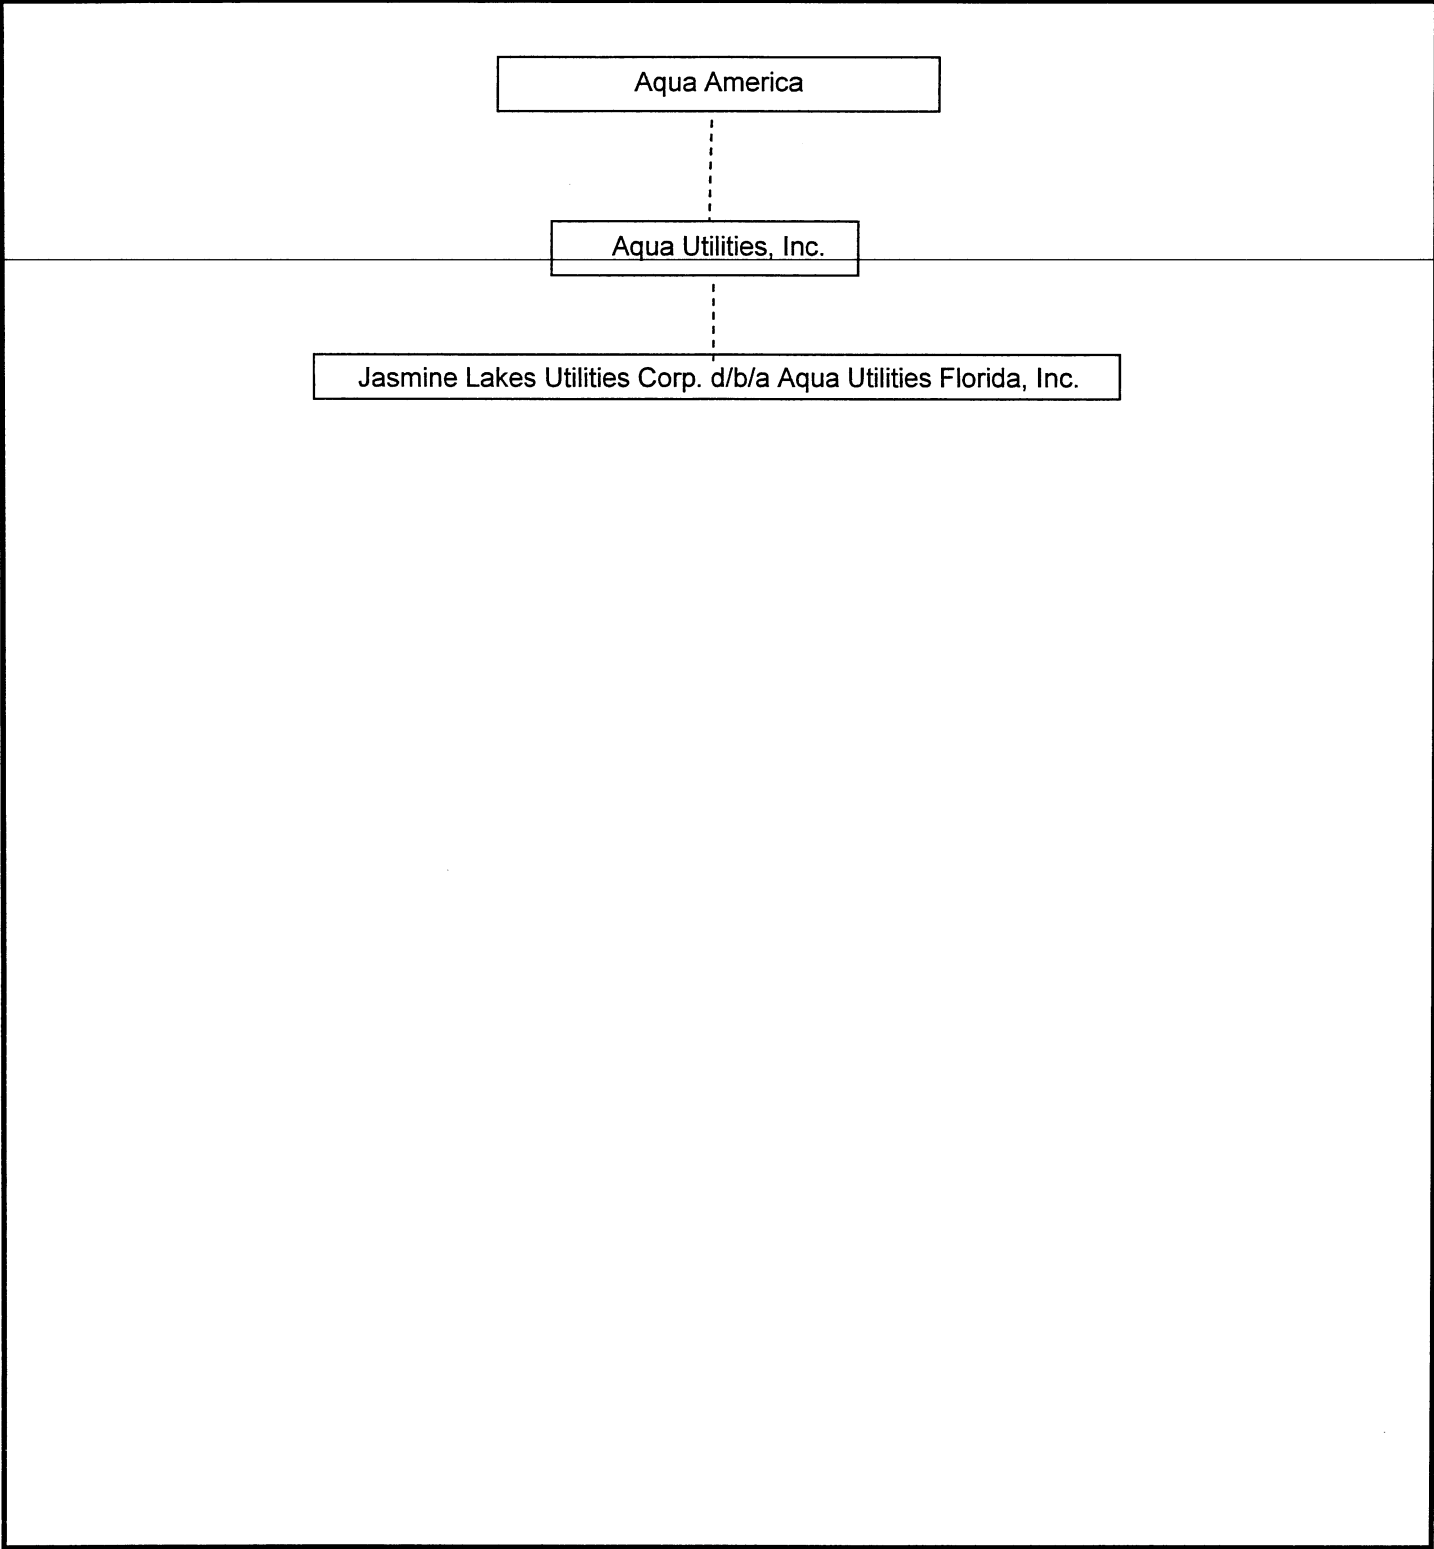 Aqua America
Aqua Utilities, Inc.
Jasmine Lakes Utilities Corp. d/b/a Aqua Utilities Florida, Inc.